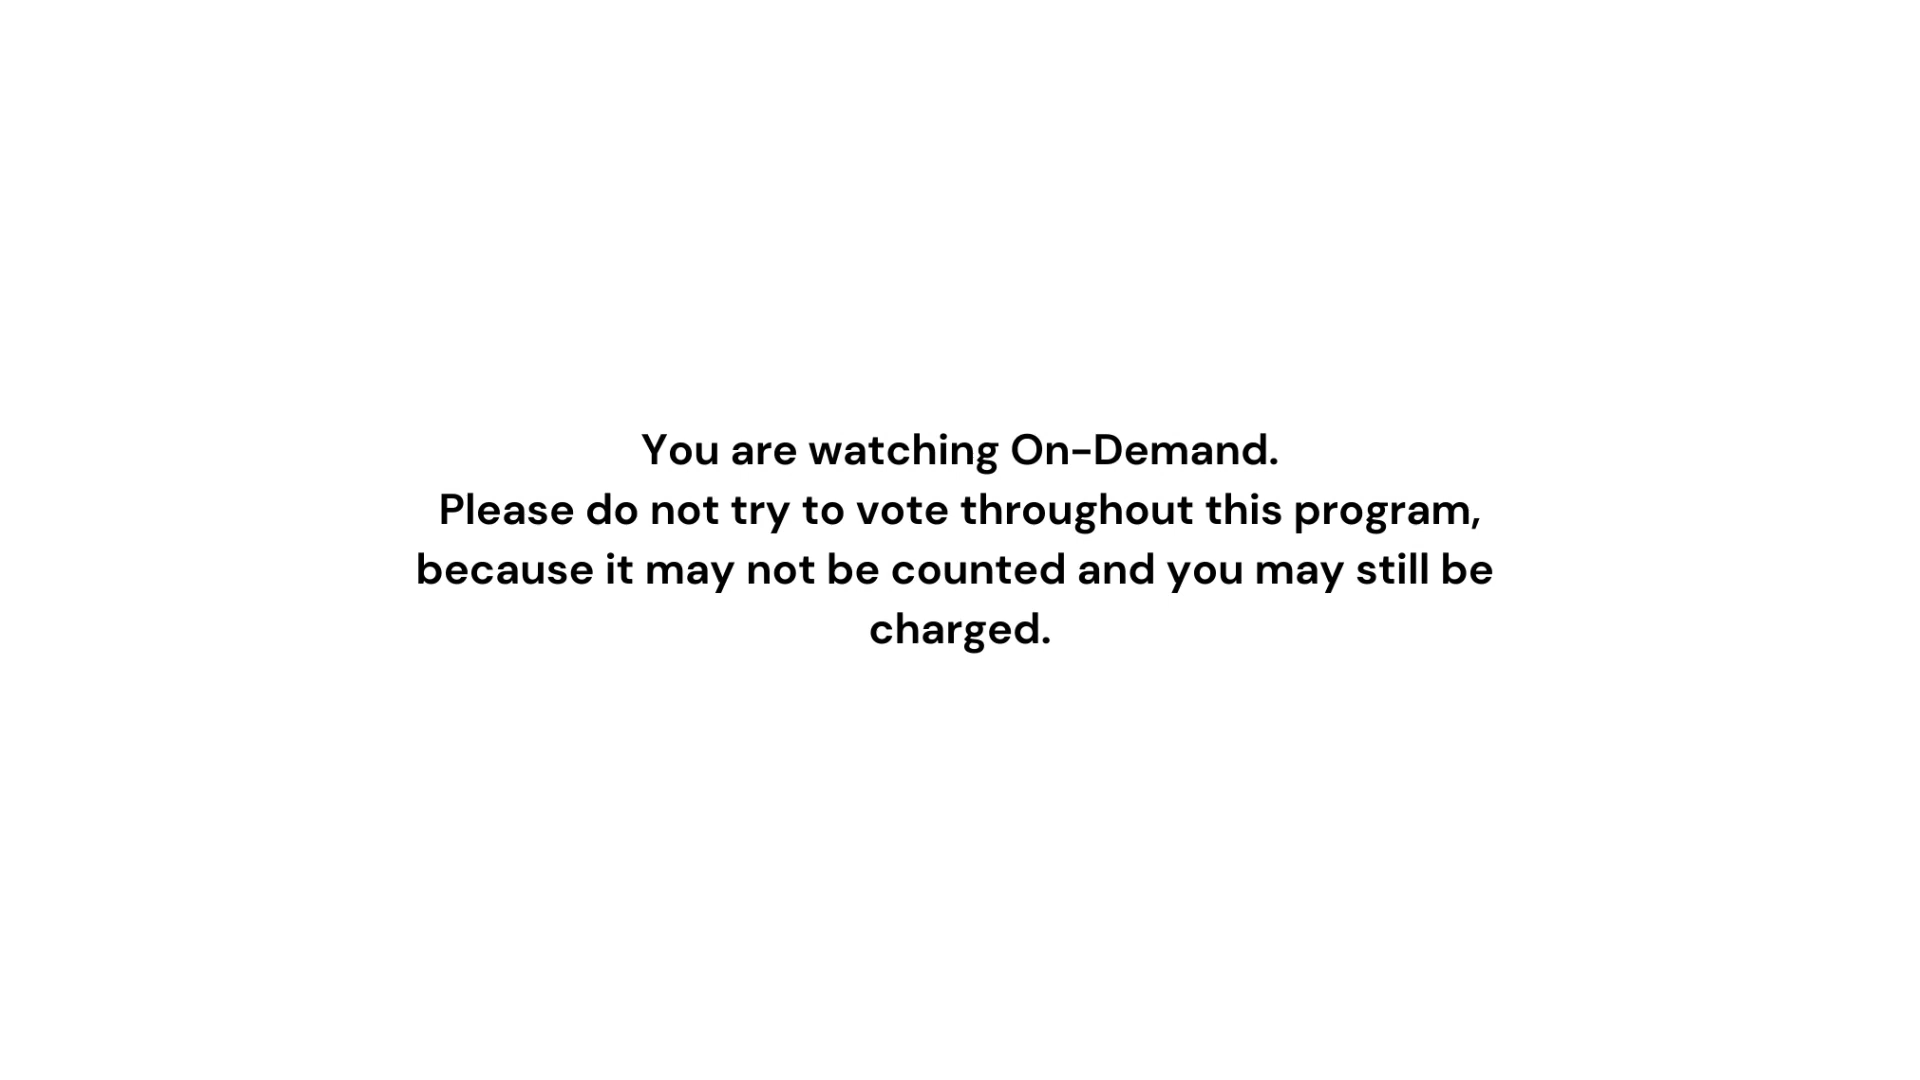 You are watching On-Demand.
Please do not try to vote throughout this program,
because it may not be counted and you may still be
charged.